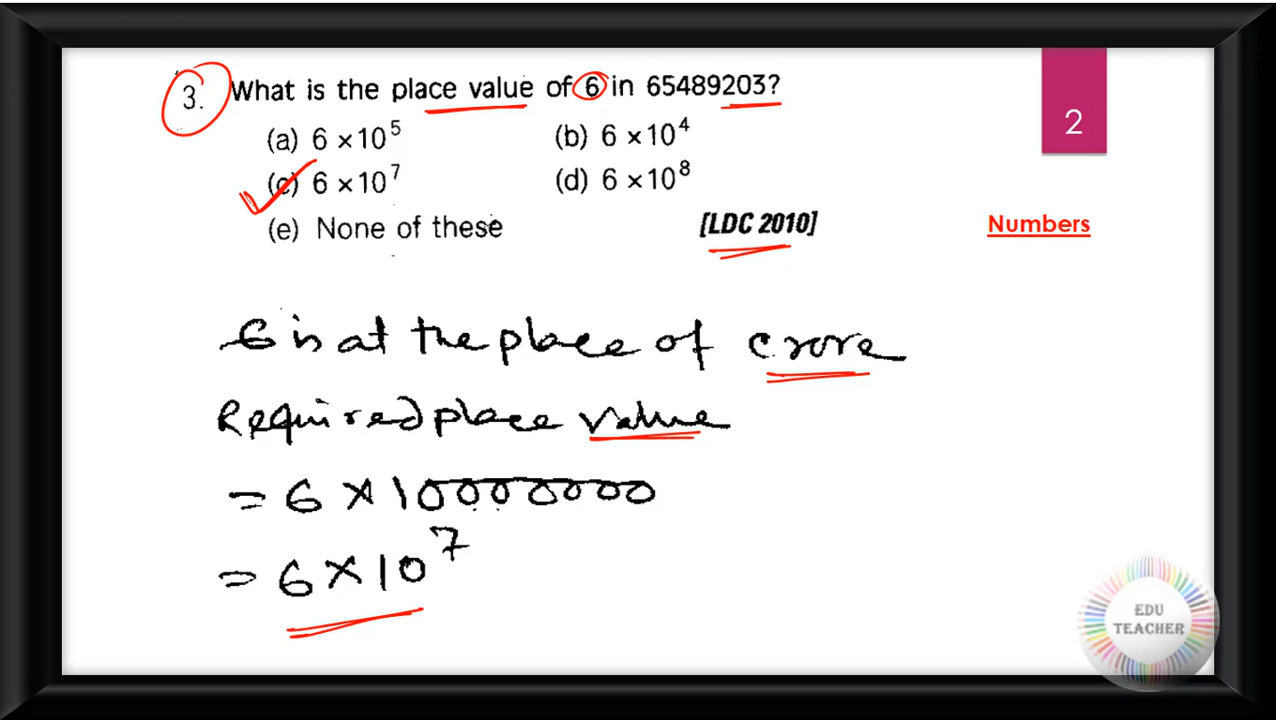 3. What is the place value of 6 in 65489203?
(a) 6 × 10⁵ (b) 6 × 10⁴
(c) 6 × 10⁷ (d) 6 × 10⁸
(e) None of these [LDC 2010]
2
Numbers
6 is at the place of crore
Required place value
= 6 × 10000000
= 6 × 10⁷
EDU
TEACHER